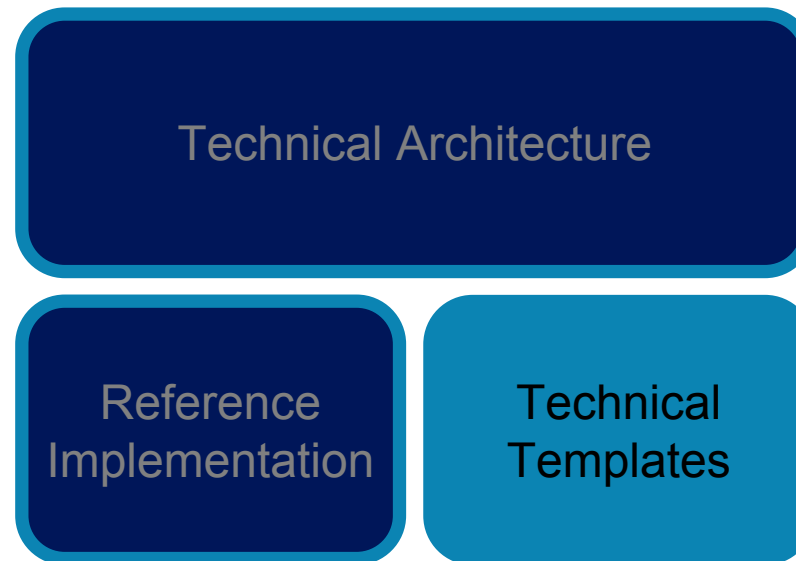 Technical Architecture
Reference
Implementation
Technical
Templates